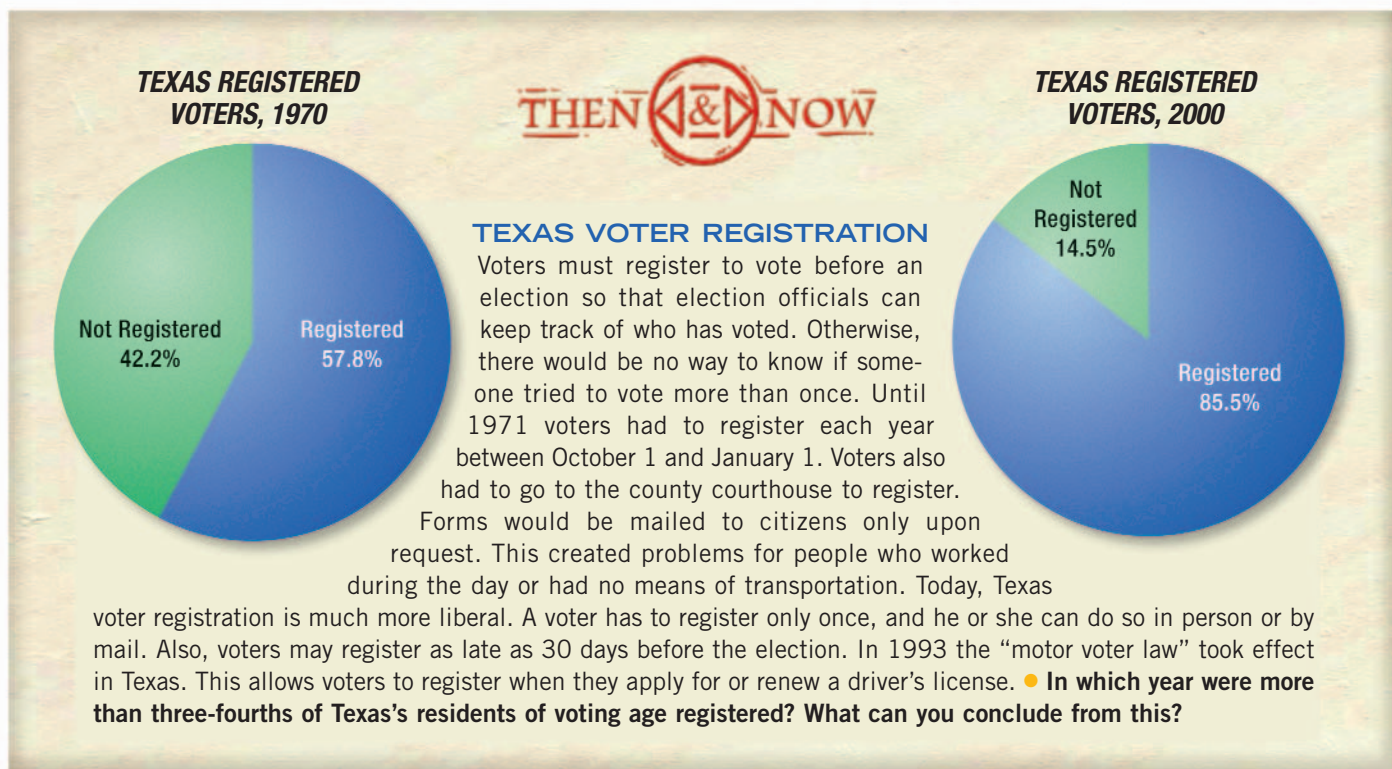 TEXAS REGISTERED
VOTERS, 1970
Not Registered
42.2%
Registered
57.8%
THEN & NOW
TEXAS REGISTERED
VOTERS, 2000
Not
Registered
14.5%
Registered
85.5%
TEXAS VOTER REGISTRATION
Voters must register to vote before an
election so that election officials can
keep track of who has voted. Otherwise,
there would be no way to know if some-
one tried to vote more than once. Until
1971 voters had to register each year
between October 1 and January 1. Voters also
had to go to the county courthouse to register.
Forms would be mailed to citizens only upon
request. This created problems for people who worked
during the day or had no means of transportation. Today, Texas
voter registration is much more liberal. A voter has to register only once, and he or she can do so in person or by
mail. Also, voters may register as late as 30 days before the election. In 1993 the “motor voter law” took effect
in Texas. This allows voters to register when they apply for or renew a driver’s license. ● In which year were more
than three-fourths of Texas’s residents of voting age registered? What can you conclude from this?